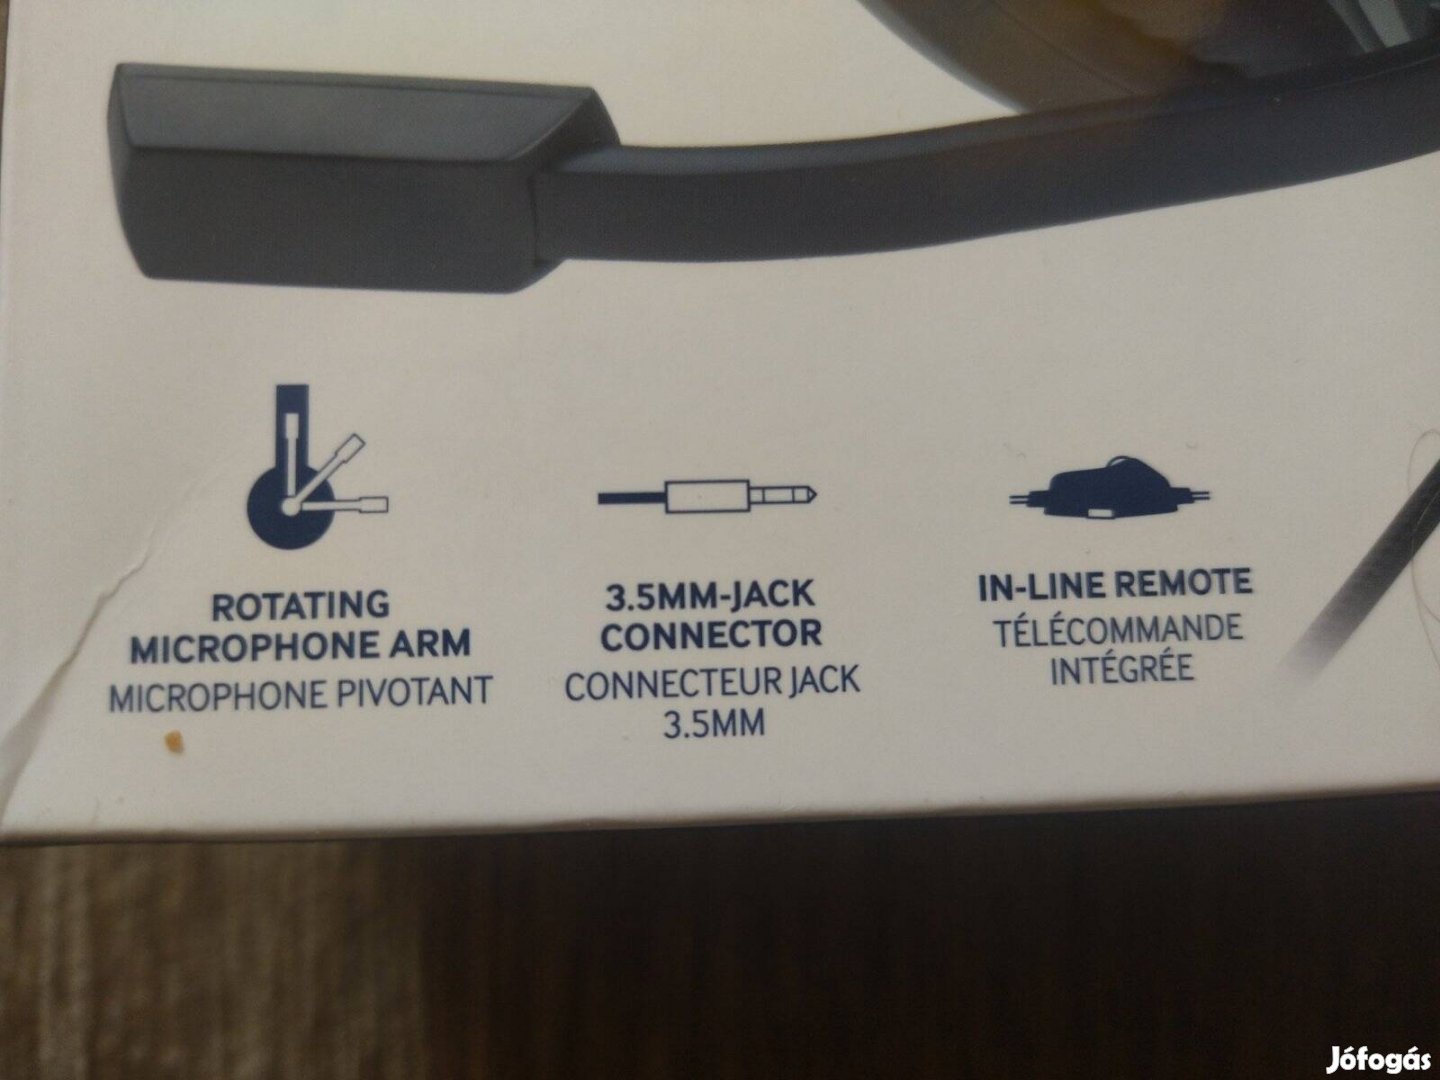 ROTATING
MICROPHONE ARM
MICROPHONE PIVOTANT
3.5MM-JACK
CONNECTOR
CONNECTEUR JACK
3.5MM
IN-LINE REMOTE
TÉLÉCOMMANDE
INTÉGRÉE
Jófogás